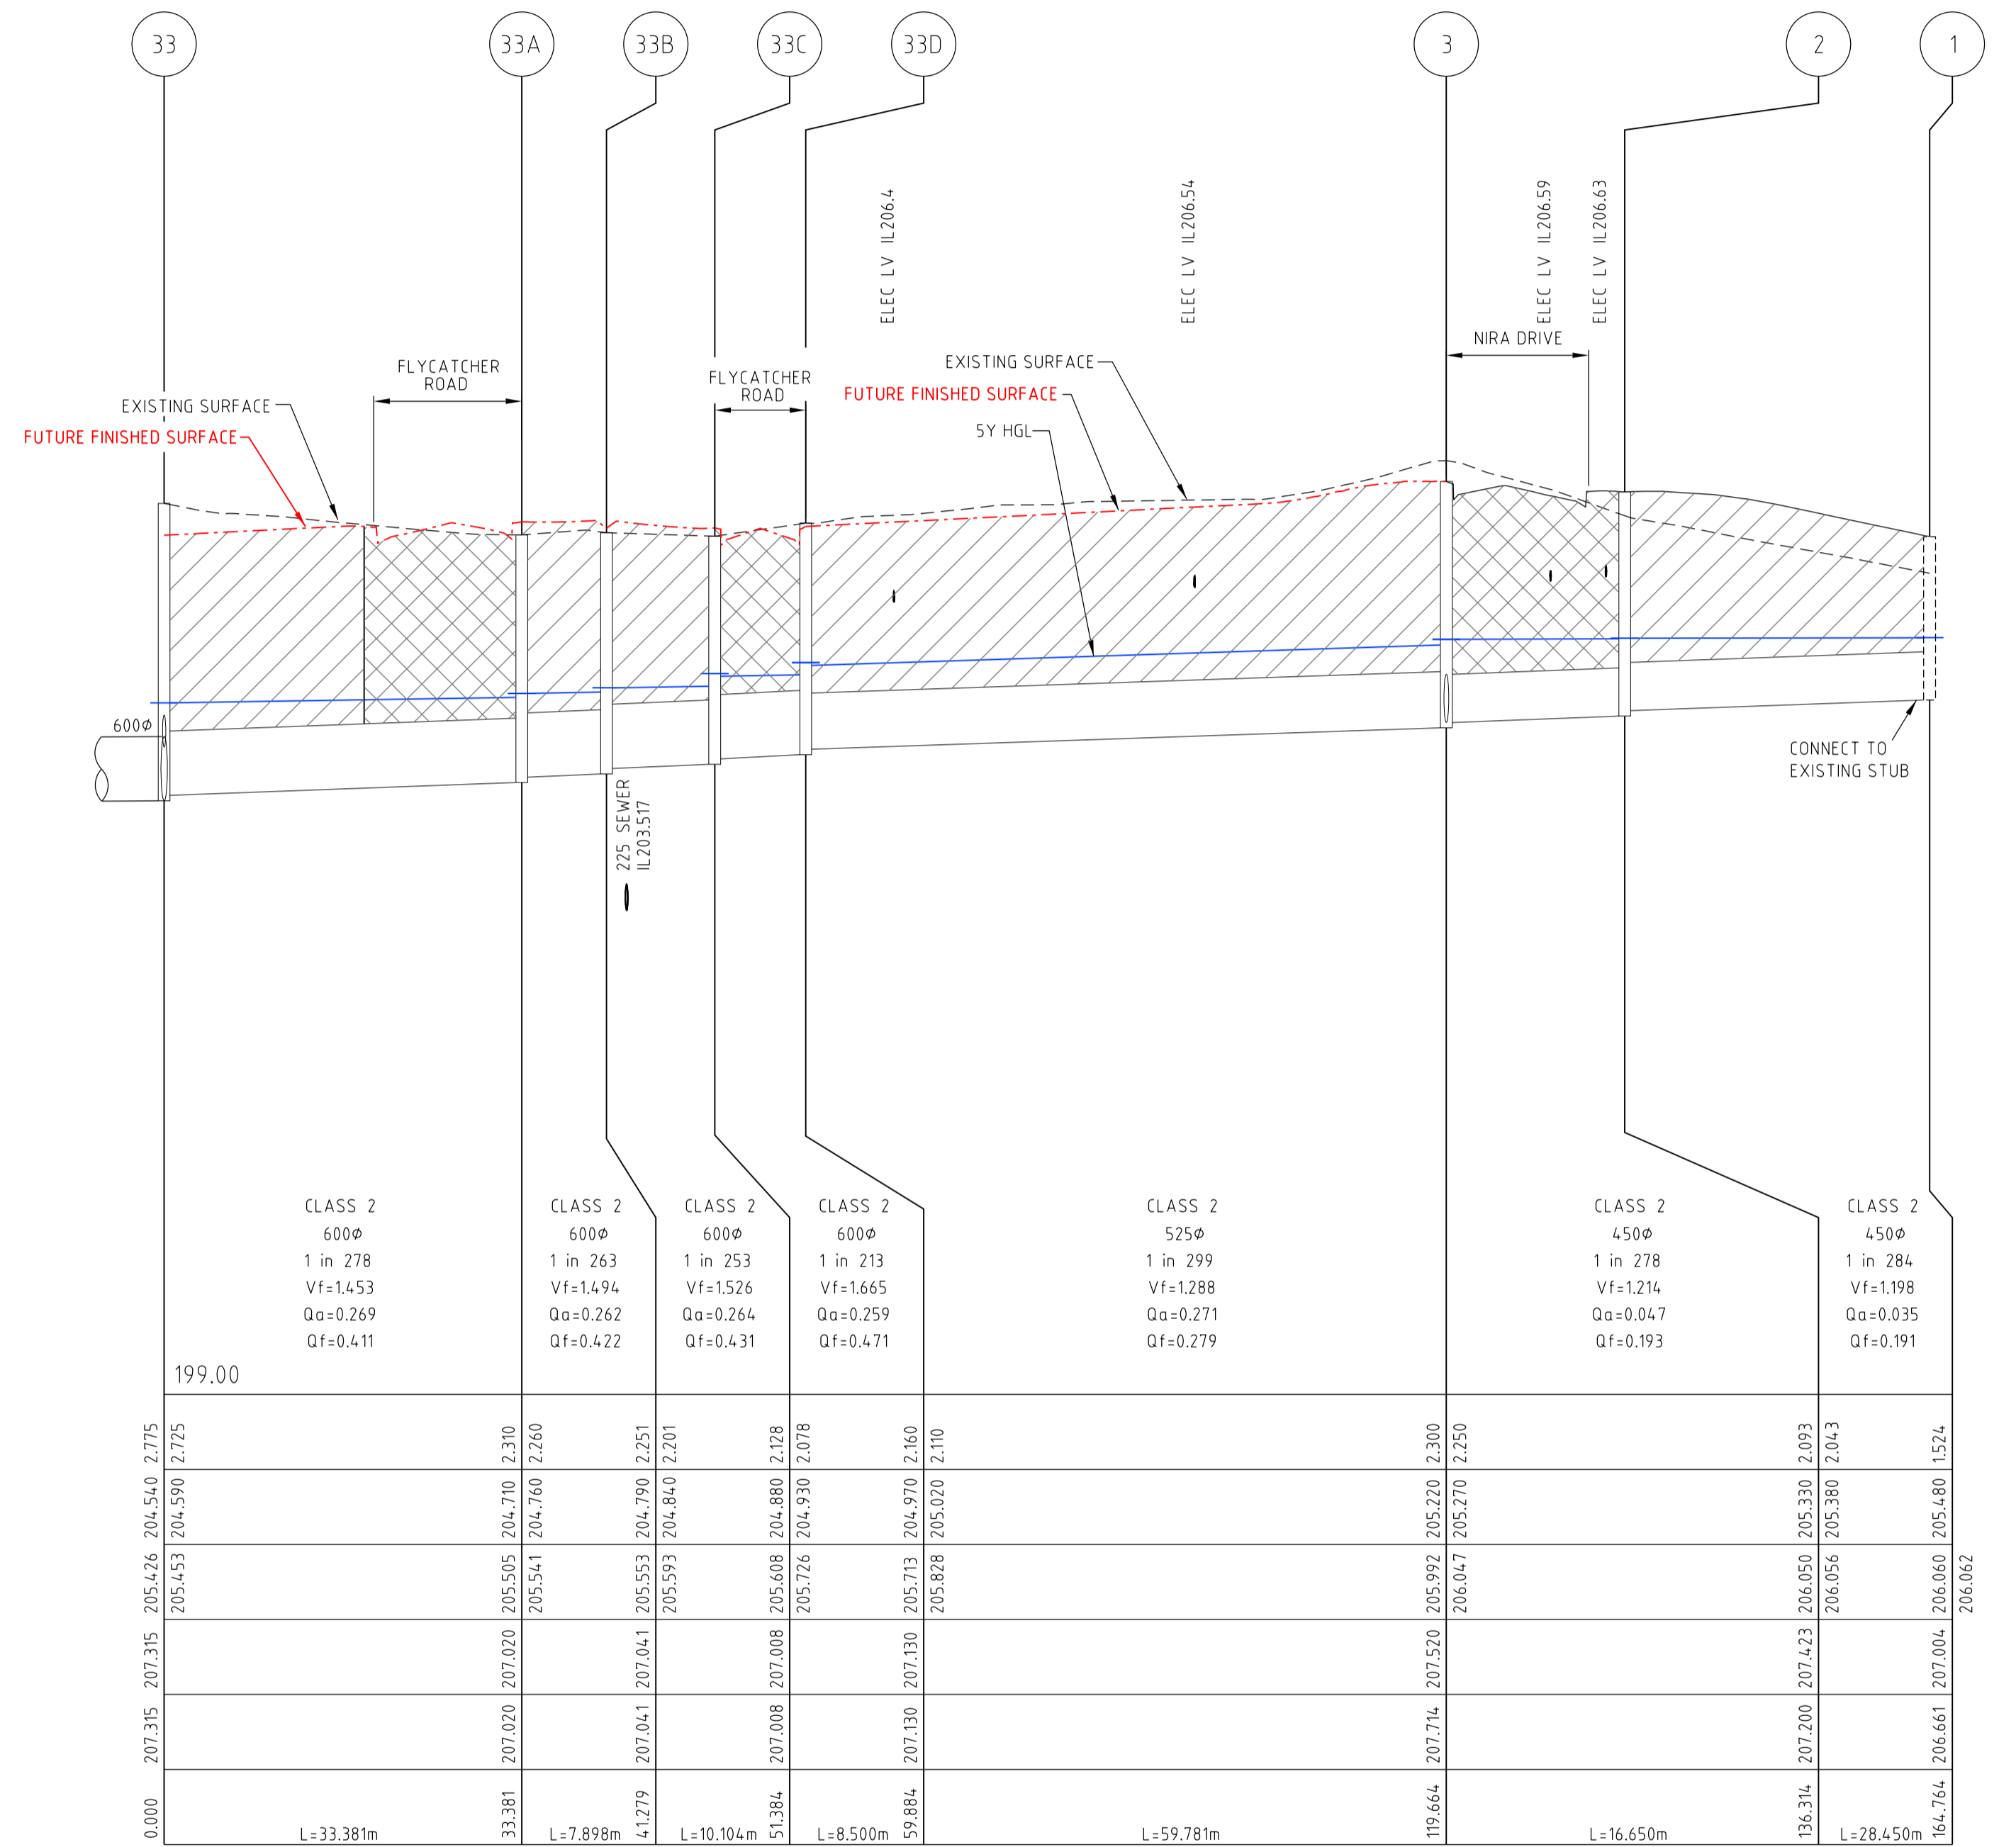 33 33A 33B 33C 33D 3 2 1
ELEC LV IL206.4
ELEC LV IL206.54
ELEC LV IL206.59
ELEC LV IL206.63
NIRA DRIVE
FLYCATCHER
ROAD
EXISTING SURFACE
FUTURE FINISHED SURFACE
FLYCATCHER
ROAD
EXISTING SURFACE
FUTURE FINISHED SURFACE
5Y HGL
600Ø
225 SEWER
IL203.517
CONNECT TO
EXISTING STUB
CLASS 2
600Ø
1 in 278
Vf=1.453
Qa=0.269
Qf=0.411
CLASS 2
600Ø
1 in 263
Vf=1.494
Qa=0.262
Qf=0.422
CLASS 2
600Ø
1 in 253
Vf=1.526
Qa=0.264
Qf=0.431
CLASS 2
600Ø
1 in 213
Vf=1.665
Qa=0.259
Qf=0.471
CLASS 2
525Ø
1 in 299
Vf=1.288
Qa=0.271
Qf=0.279
CLASS 2
450Ø
1 in 278
Vf=1.214
Qa=0.047
Qf=0.193
CLASS 2
450Ø
1 in 284
Vf=1.198
Qa=0.035
Qf=0.191
199.00
2.775 2.725 2.310 2.260 2.251 2.201 2.128 2.078 2.160 2.110 2.300 2.250 2.093 2.043 1.524
204.540 204.590 204.710 204.760 204.790 204.840 204.880 204.930 204.970 205.020 205.220 205.270 205.330 205.380 205.480
205.426 205.453 205.505 205.541 205.553 205.593 205.608 205.726 205.713 205.828 205.992 206.047 206.050 206.056 206.060 206.062
207.315 207.020 207.041 207.008 207.130 207.520 207.423 207.004
207.315 207.020 207.041 207.008 207.130 207.714 207.200 206.661
0.000 L=33.381m 33.381 L=7.898m 41.279 L=10.104m 51.384 L=8.500m 59.884 L=59.781m 119.664 L=16.650m 136.314 L=28.450m 164.764